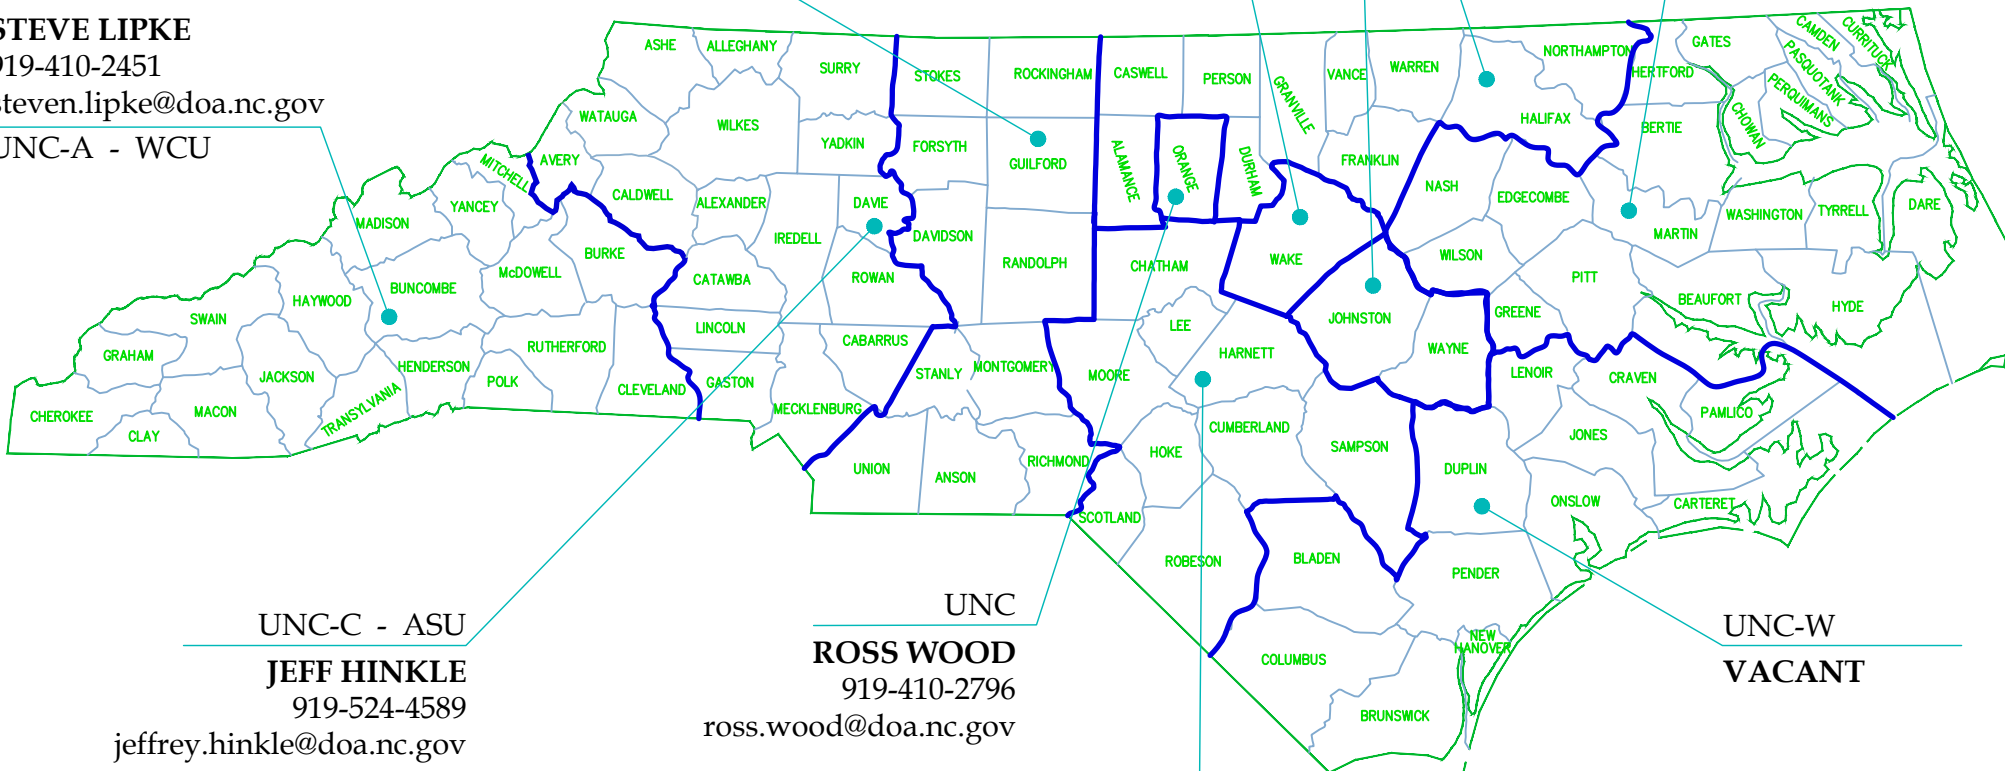 STEVE LIPKE
919-410-2451
steven.lipke@doa.nc.gov
UNC-A - WCU
ASHE
ALLEGHANY
SURRY
STOKES
ROCKINGHAM
CASWELL
PERSON
GRANVILLE
VANCE
WARREN
NORTHAMPTON
GATES
CAMDEN
CURRITUCK
PASQUOTANK
HERTFORD
PERQUIMANS
WATAUGA
WILKES
YADKIN
FORSYTH
GUILFORD
ALAMANCE
ORANGE
DURHAM
FRANKLIN
HALIFAX
BERTIE
CHOWAN
MITCHELL
AVERY
CALDWELL
ALEXANDER
DAVIE
NASH
EDGECOMBE
MADISON
YANCEY
BURKE
IREDELL
DAVIDSON
RANDOLPH
CHATHAM
WAKE
WILSON
MARTIN
WASHINGTON
TYRRELL
DARE
HAYWOOD
BUNCOMBE
McDOWELL
CATAWBA
ROWAN
PITT
BEAUFORT
HYDE
SWAIN
GRAHAM
JACKSON
HENDERSON
RUTHERFORD
LINCOLN
CABARRUS
STANLY
MONTGOMERY
MOORE
LEE
HARNETT
JOHNSTON
WAYNE
GREENE
LENOIR
CRAVEN
PAMLICO
CHEROKEE
CLAY
MACON
TRANSYLVANIA
POLK
CLEVELAND
GASTON
MECKLENBURG
UNION
ANSON
RICHMOND
SCOTLAND
HOKE
CUMBERLAND
SAMPSON
DUPLIN
JONES
ONSLOW
CARTERET
ROBESON
BLADEN
PENDER
COLUMBUS
NEW
HANOVER
BRUNSWICK
UNC-C - ASU
JEFF HINKLE
919-524-4589
jeffrey.hinkle@doa.nc.gov
UNC
ROSS WOOD
919-410-2796
ross.wood@doa.nc.gov
UNC-W
VACANT